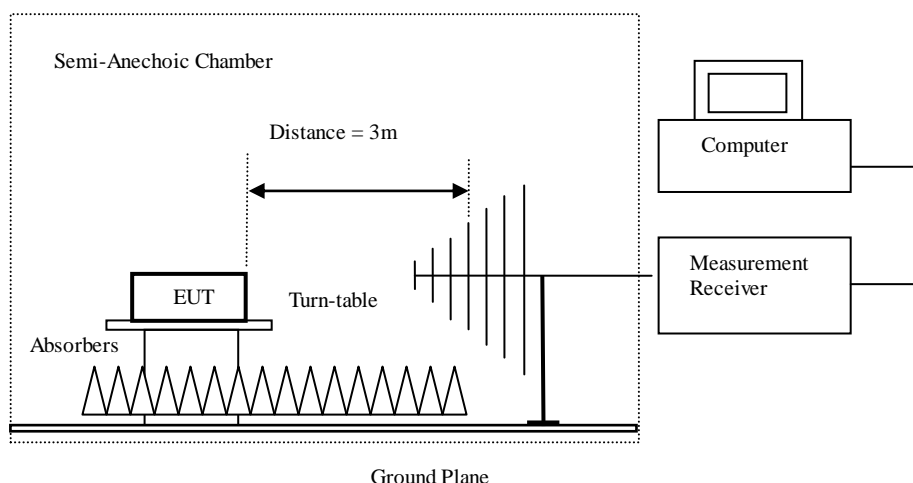 Semi-Anechoic Chamber
Distance = 3m
Computer
Measurement
Receiver
EUT
Turn-table
Absorbers
Ground Plane